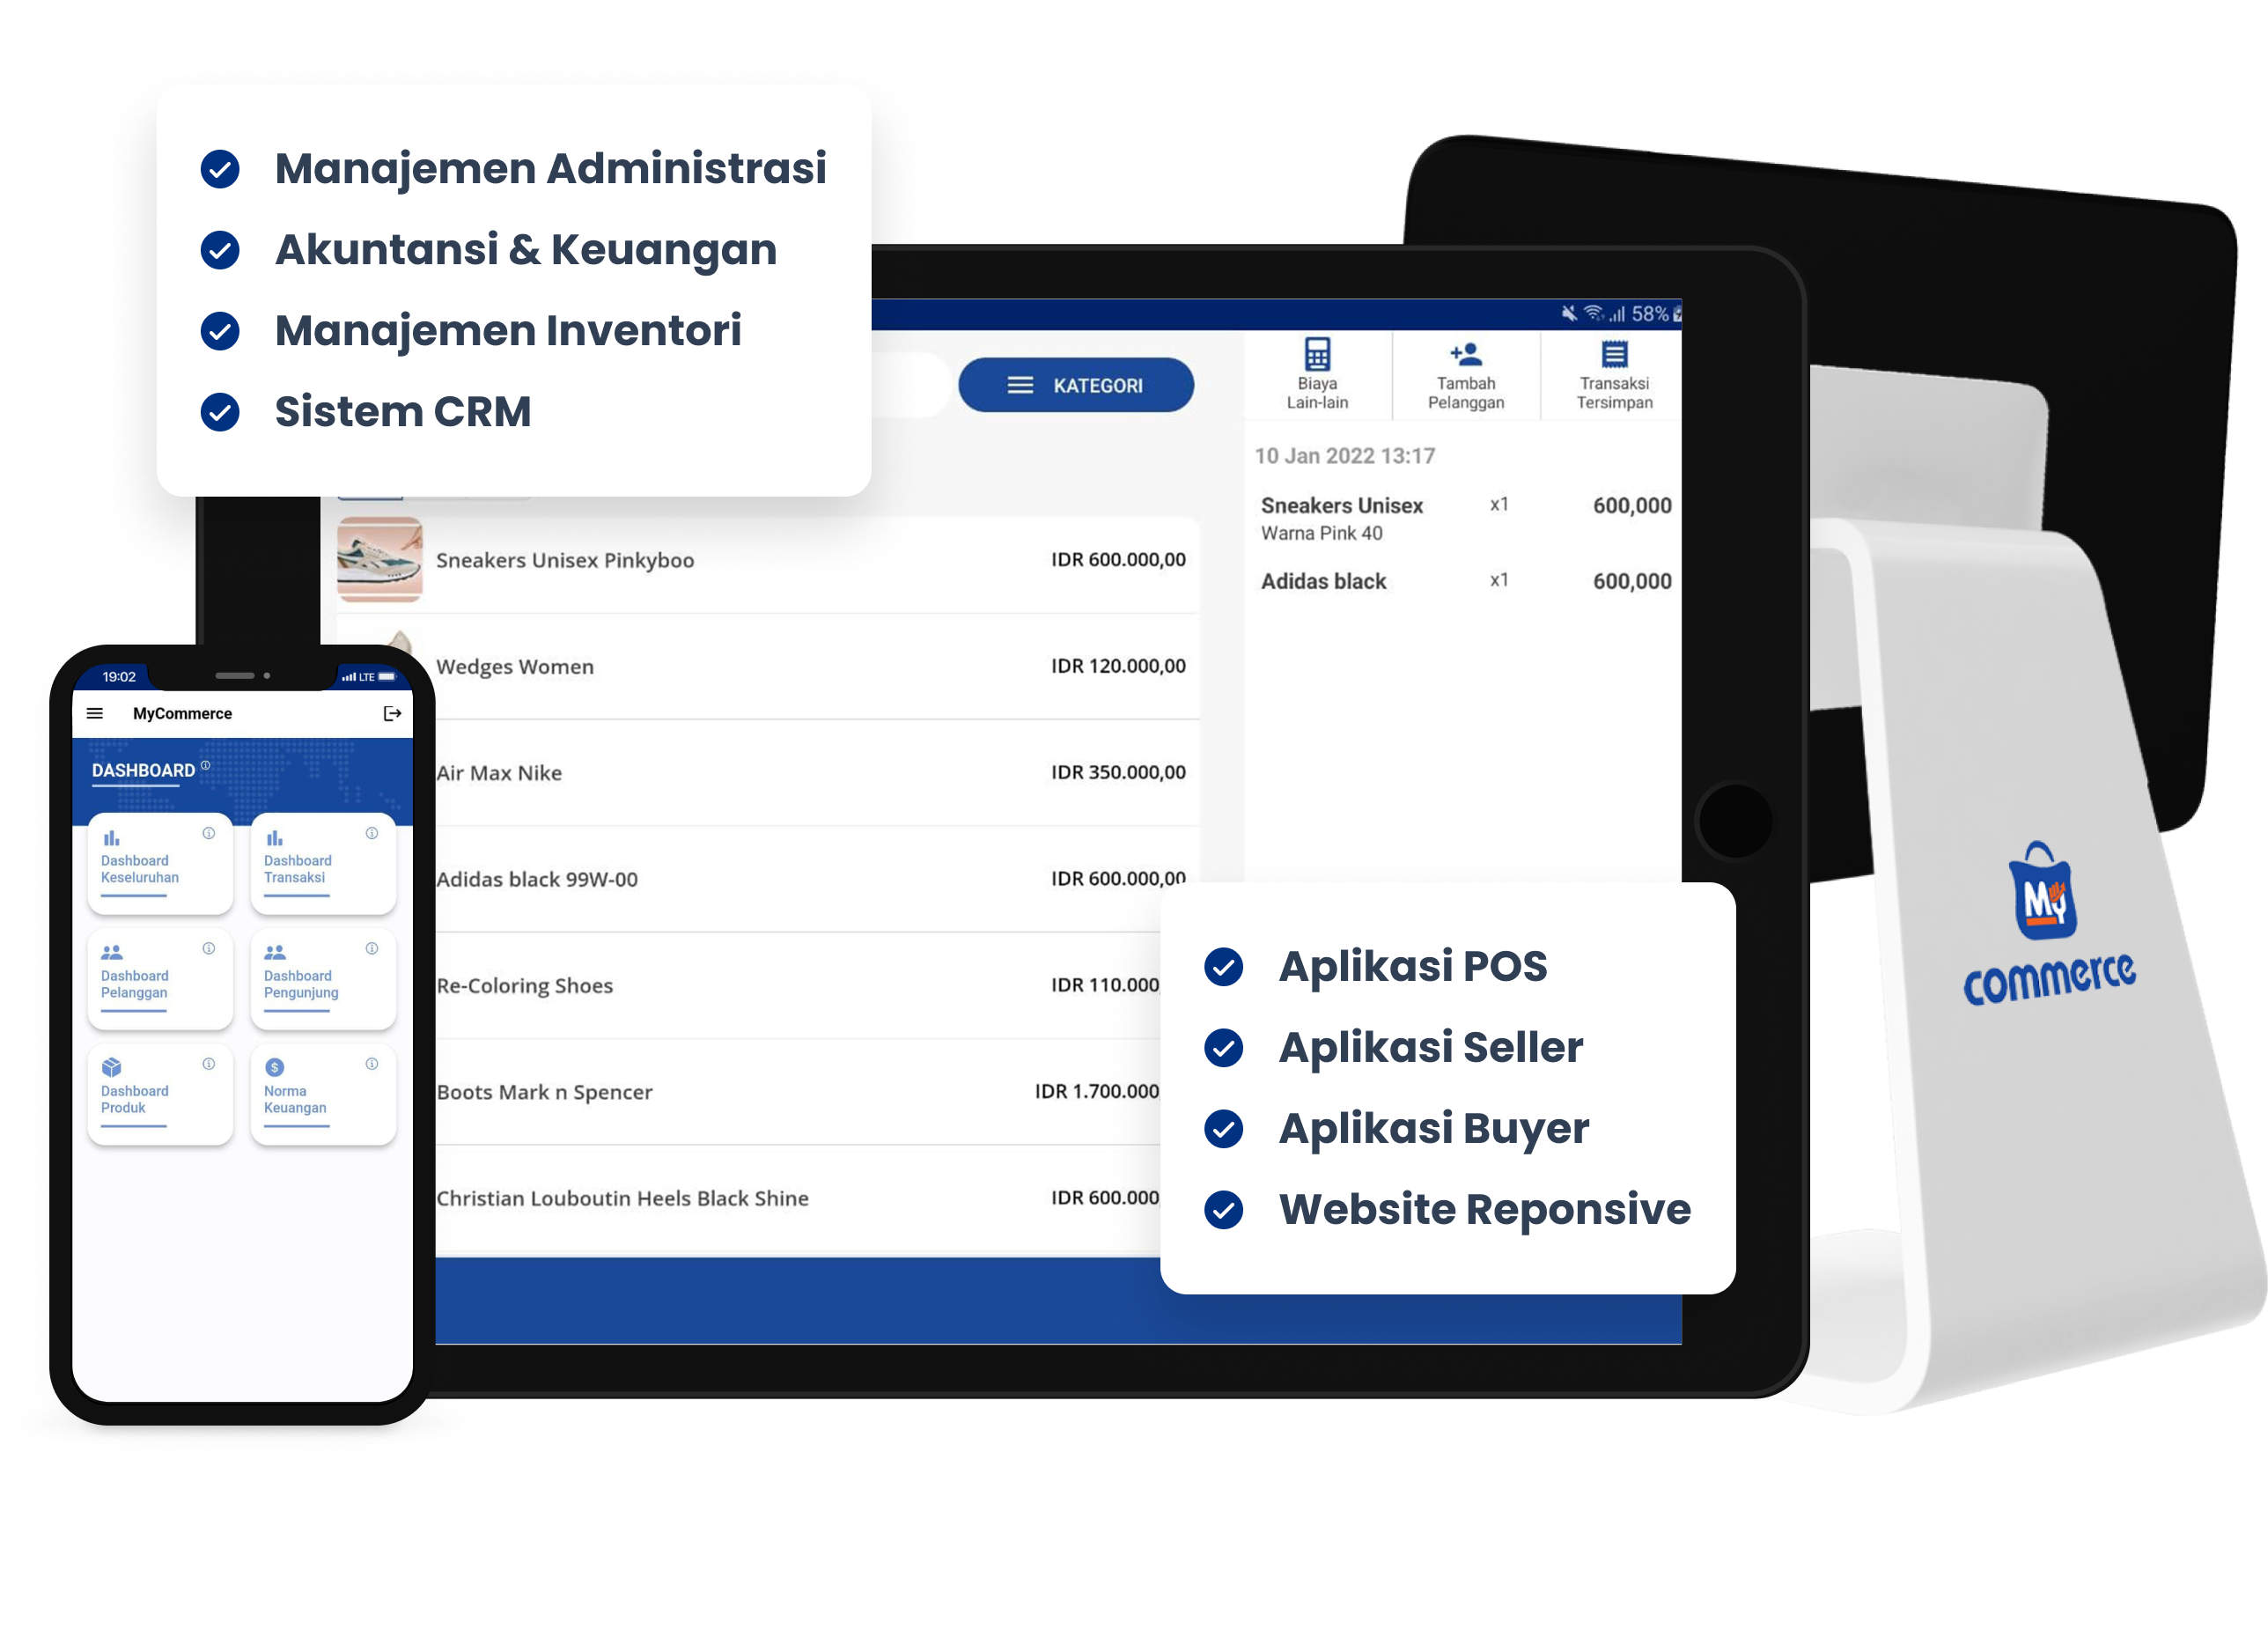 Manajemen Administrasi
Akuntansi & Keuangan
Manajemen Inventori
Sistem CRM
58%
KATEGORI
Biaya
Lain-lain
Tambah
Pelanggan
Transaksi
Tersimpan
10 Jan 2022 13:17
Sneakers Unisex x1 600,000
Warna Pink 40
Adidas black x1 600,000
Sneakers Unisex Pinkyboo IDR 600.000,00
Wedges Women IDR 120.000,00
Air Max Nike IDR 350.000,00
Adidas black 99W-00 IDR 600.000,00
Re-Coloring Shoes IDR 110.000,
Boots Mark n Spencer IDR 1.700.000,
Christian Louboutin Heels Black Shine IDR 600.000
19:02 LTE
MyCommerce
DASHBOARD
Dashboard
Keseluruhan
Dashboard
Transaksi
Dashboard
Pelanggan
Dashboard
Pengunjung
Dashboard
Produk
Norma
Keuangan
Aplikasi POS
Aplikasi Seller
Aplikasi Buyer
Website Reponsive
My
commerce